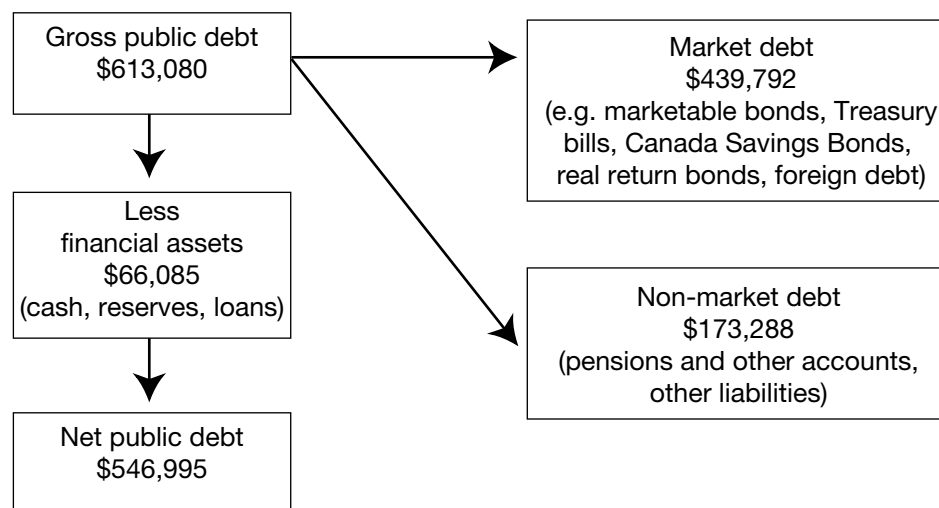 Gross public debt
$613,080
Less
financial assets
$66,085
(cash, reserves, loans)
Net public debt
$546,995
Market debt
$439,792
(e.g. marketable bonds, Treasury
bills, Canada Savings Bonds,
real return bonds, foreign debt)
Non-market debt
$173,288
(pensions and other accounts,
other liabilities)